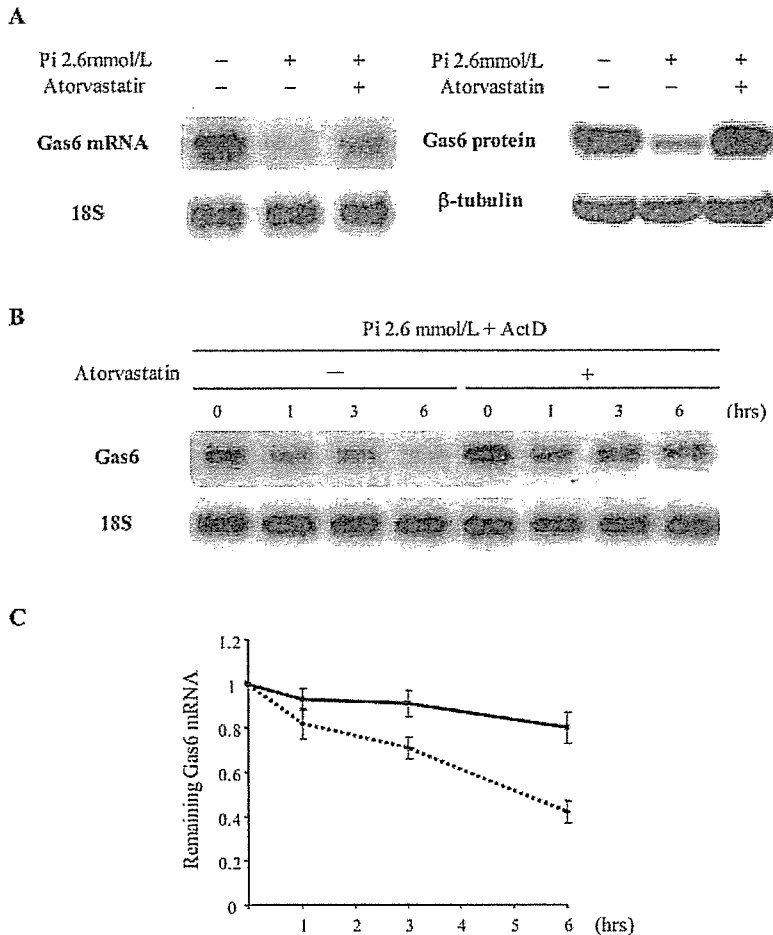 A
Pi 2.6mmol/L − + +
Atorvastatir − − +
Gas6 mRNA
18S
Pi 2.6mmol/L − + +
Atorvastatin − − +
Gas6 protein
β-tubulin
B
Pi 2.6 mmol/L + ActD
Atorvastatin — +
0 1 3 6 0 1 3 6 (hrs)
Gas6
18S
C
Remaining Gas6 mRNA
1.2
1
0.8
0.6
0.4
0.2
0
1 2 3 4 5 6 (hrs)